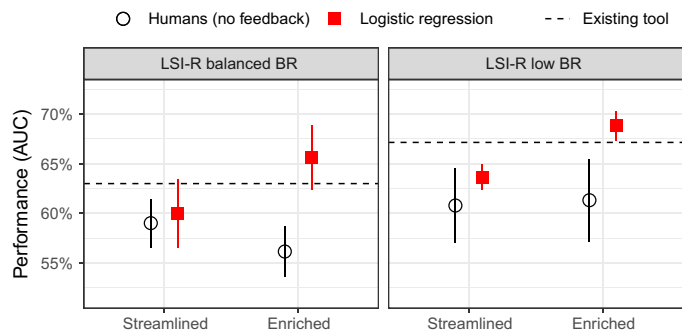 Humans (no feedback) Logistic regression Existing tool
LSI-R balanced BR LSI-R low BR
Performance (AUC)
70%
65%
60%
55%
Streamlined Enriched Streamlined Enriched